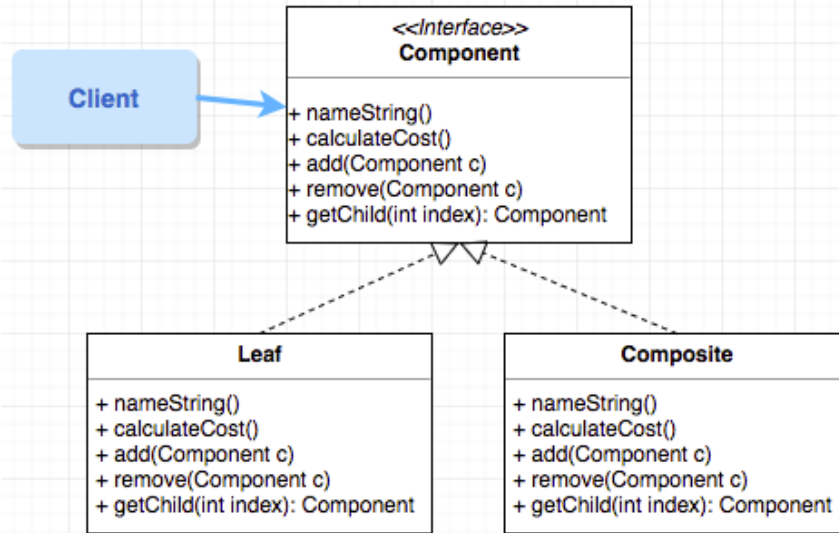 <<Interface>>
Component
Client
+ nameString()
+ calculateCost()
+ add(Component c)
+ remove(Component c)
+ getChild(int index): Component
Leaf
+ nameString()
+ calculateCost()
+ add(Component c)
+ remove(Component c)
+ getChild(int index): Component
Composite
+ nameString()
+ calculateCost()
+ add(Component c)
+ remove(Component c)
+ getChild(int index): Component